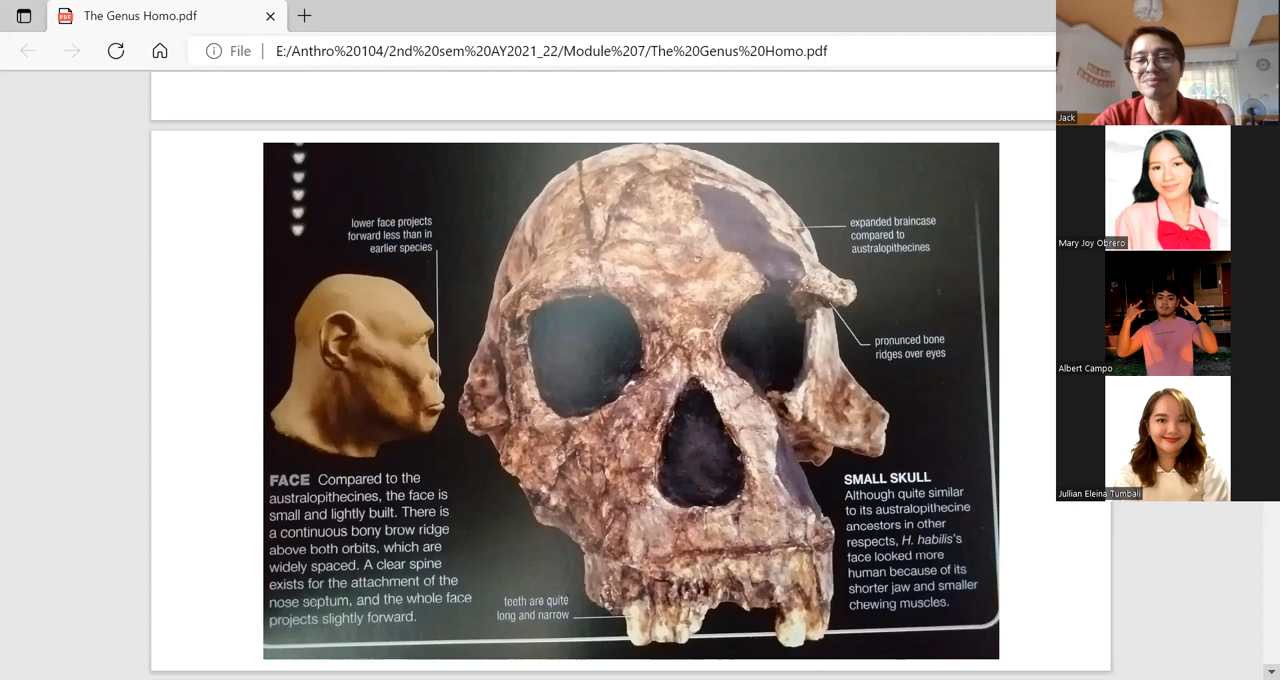 The Genus Homo.pdf
File
E:/Anthro%20104/2nd%20sem%20AY2021_22/Module%207/The%20Genus%20Homo.pdf
lower face projects
forward less than in
earlier species
expanded braincase
compared to
australopithecines
pronounced bone
ridges over eyes
FACE Compared to the
australopithecines, the face is
small and lightly built. There is
a continuous bony brow ridge
above both orbits, which are
widely spaced. A clear spine
exists for the attachment of the
nose septum, and the whole face
projects slightly forward.
teeth are quite
long and narrow
SMALL SKULL
Although quite similar
to its australopithecine
ancestors in other
respects, H. habilis's
face looked more
human because of its
shorter jaw and smaller
chewing muscles.
Jack
Mary Joy Obrero
Albert Campo
Jullian Eleina Tumbali